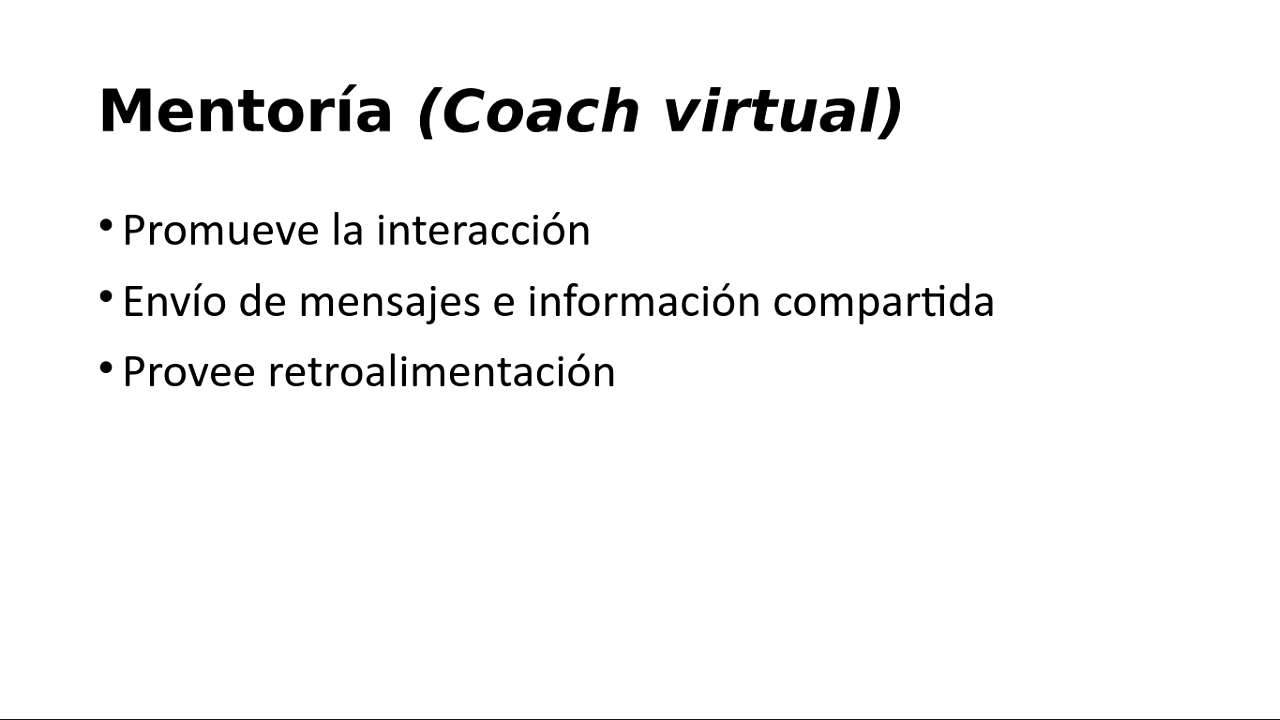 Mentoría (Coach virtual)
• Promueve la interacción
• Envío de mensajes e información compartida
• Provee retroalimentación